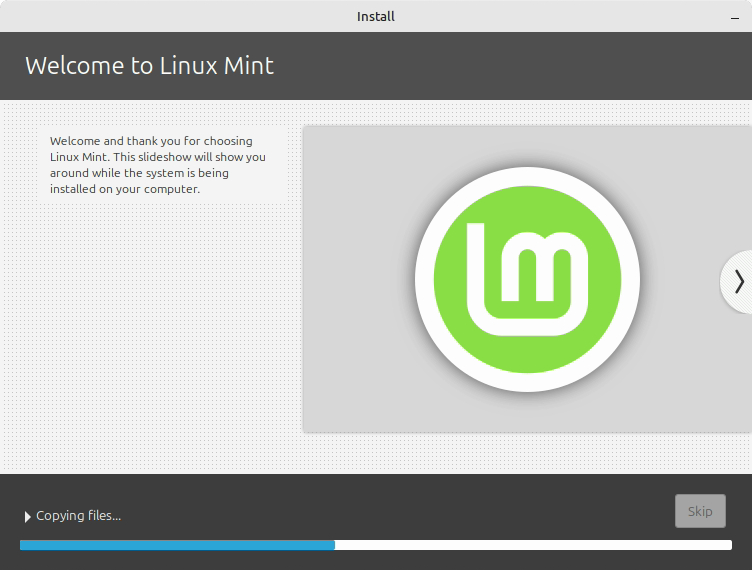 Install
Welcome to Linux Mint
Welcome and thank you for choosing
Linux Mint. This slideshow will show you
around while the system is being
installed on your computer.
lm
Copying files...
Skip